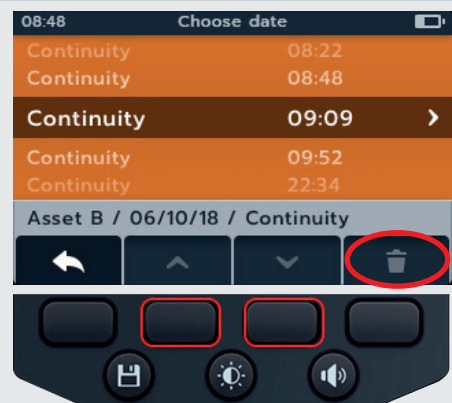 08:48 Choose date
Continuity 08:22
Continuity 08:48
Continuity 09:09
Continuity 09:52
Continuity 22:34
Asset B / 06/10/18 / Continuity